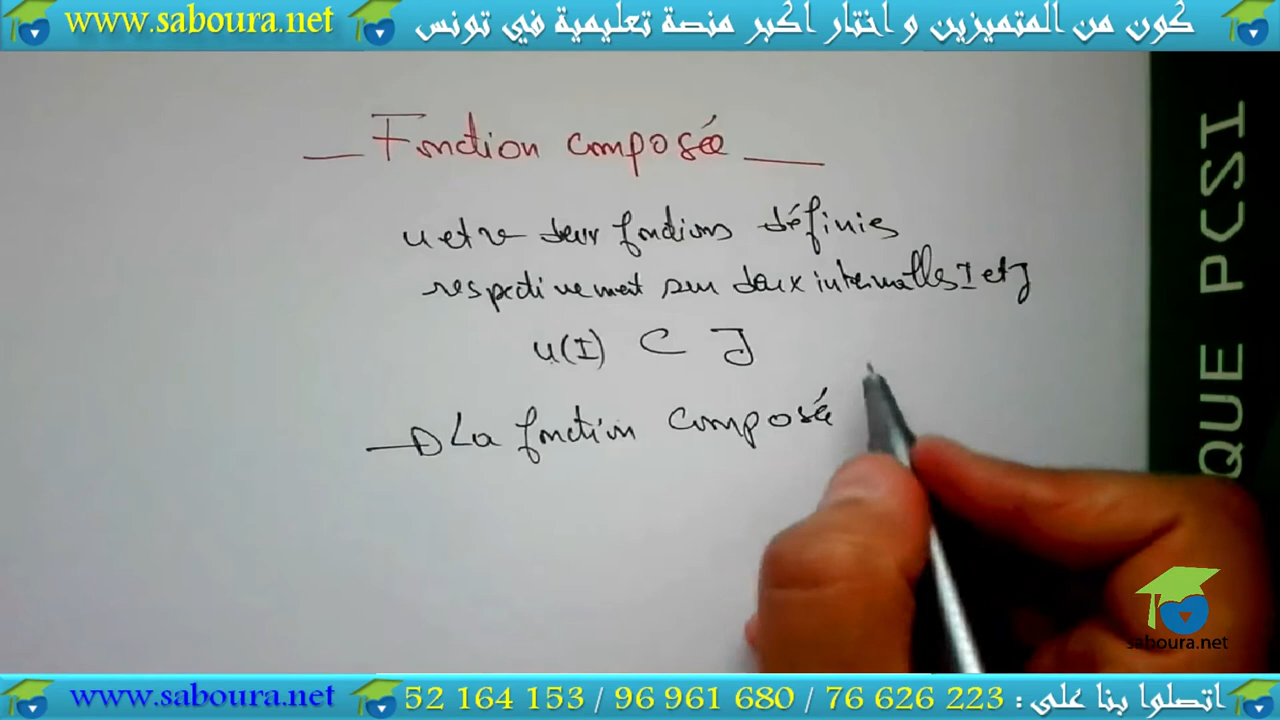 www.saboura.net كون من المتميزين و اختار اكبر منصة تعليمية في تونس
Fonction composée
u et v deux fonctions définies
respectivement sur deux intervalles I et J
u(I) ⊂ J
La fonction composée
QUE PCSI
saboura.net
www.saboura.net 52 164 153 / 96 961 680 / 76 626 223 : اتصلوا بنا على